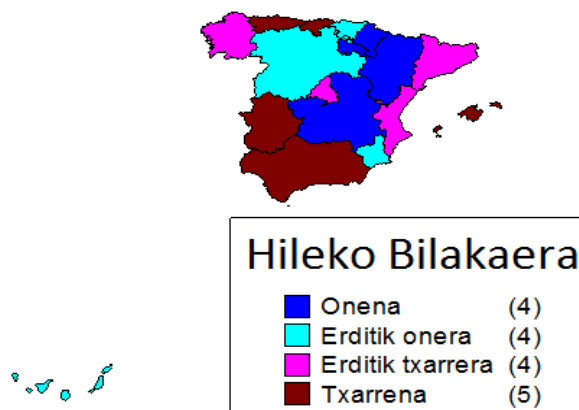 Hileko Bilakaera
Onena (4)
Erditik onera (4)
Erditik txarrera (4)
Txarrena (5)